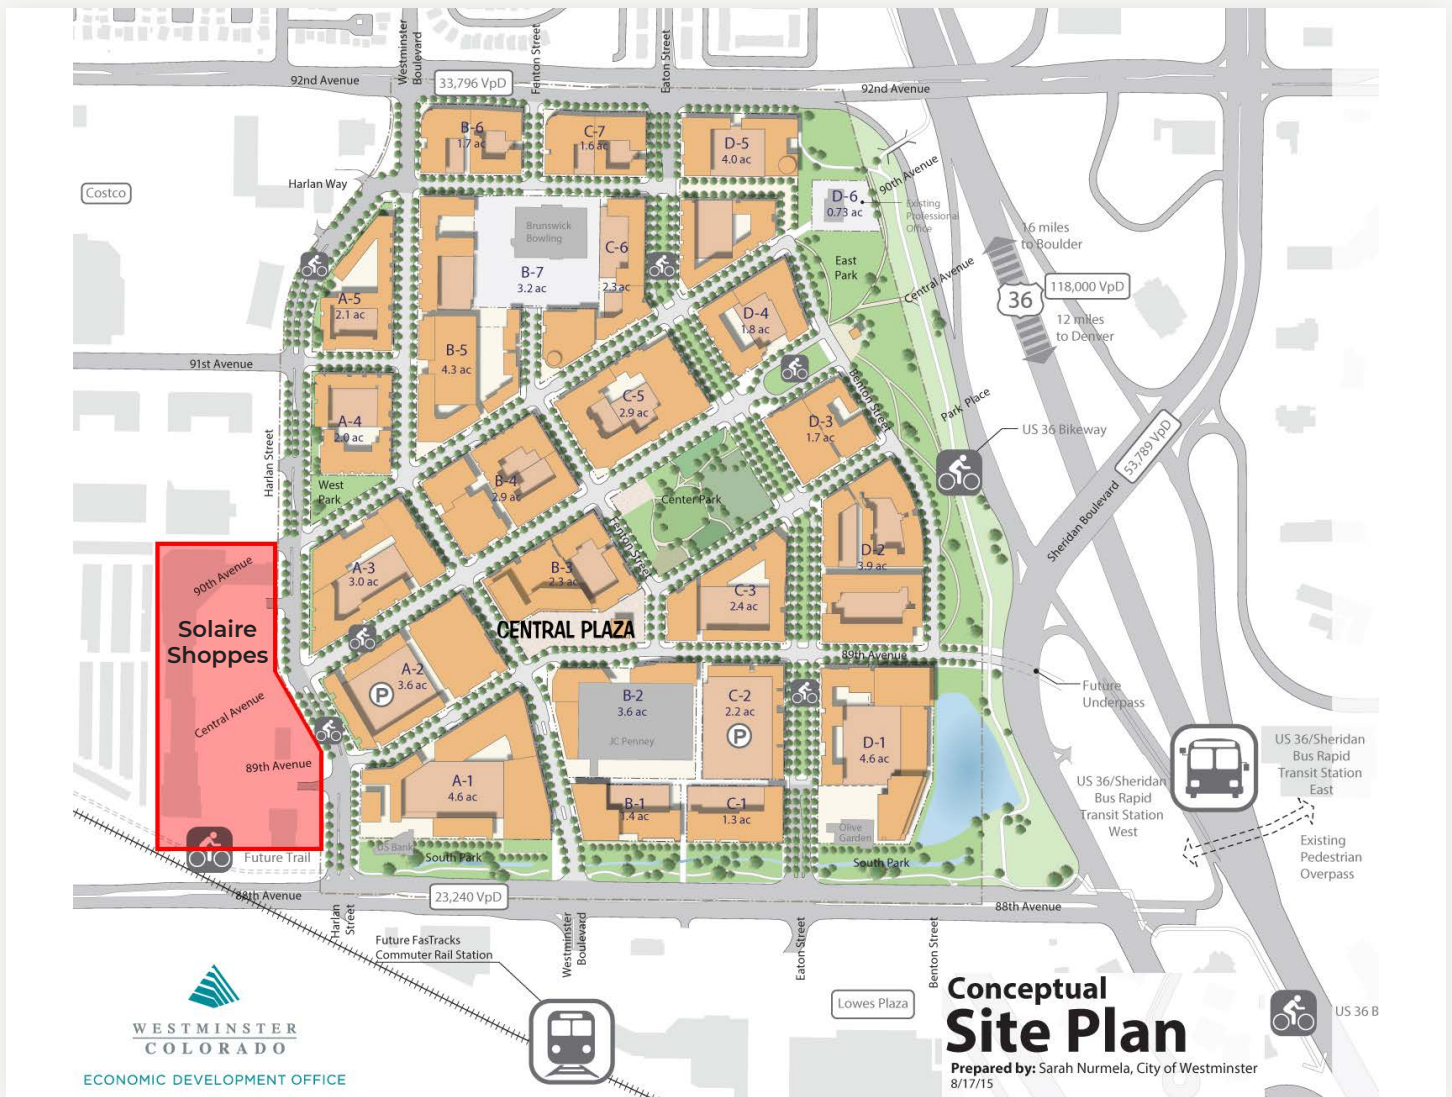 Westminster
Boulevard
Fenton Street
Eaton Street
92nd Avenue
33,796 VpD
92nd Avenue
B-6
1.7 ac
C-7
1.6 ac
D-5
4.0 ac
90th Avenue
Harlan Way
Costco
D-6
0.73 ac
Existing
Professional
Office
Brunswick
Bowling
C-6
2.3 ac
B-7
3.2 ac
East
Park
Central Avenue
16 miles
to Boulder
36
118,000 VpD
12 miles
to Denver
A-5
2.1 ac
D-4
1.8 ac
B-5
4.3 ac
91st Avenue
Benton Street
C-5
2.9 ac
Park Place
A-4
2.0 ac
D-3
1.7 ac
US 36 Bikeway
53,789 VpD
Harlan Street
West
Park
B-4
2.9 ac
Center Park
Sheridan Boulevard
Fenton Street
D-2
3.9 ac
90th Avenue
A-3
3.0 ac
B-3
2.3 ac
C-3
2.4 ac
Solaire
Shoppes
CENTRAL PLAZA
89th Avenue
A-2
3.6 ac
P
B-2
3.6 ac
JC Penney
C-2
2.2 ac
P
Future
Underpass
Central Avenue
D-1
4.6 ac
89th Avenue
US 36/Sheridan
Bus Rapid
Transit Station
East
US 36/Sheridan
Bus Rapid
Transit Station
West
A-1
4.6 ac
B-1
1.4 ac
C-1
1.3 ac
Olive
Garden
US Bank
South Park
South Park
Existing
Pedestrian
Overpass
Future Trail
88th Avenue
23,240 VpD
88th Avenue
Harlan
Street
Westminster
Boulevard
Eaton Street
Benton Street
Future FasTracks
Commuter Rail Station
Lowes Plaza
US 36 B
WESTMINSTER
COLORADO
ECONOMIC DEVELOPMENT OFFICE
Conceptual
Site Plan
Prepared by: Sarah Nurmela, City of Westminster
8/17/15